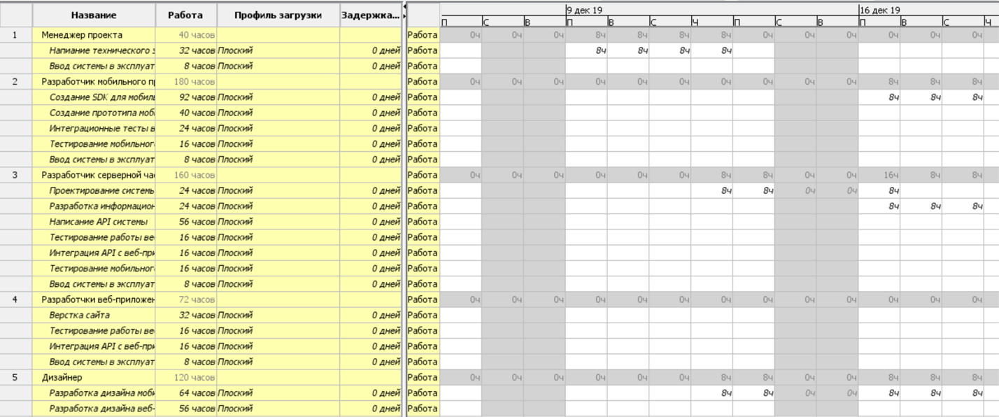 9 дек 19 16 дек 19
Название Работа Профиль загрузки Задержка... П С В П В С Ч П С В П В С Ч
1 Менеджер проекта 40 часов Работа 0ч 0ч 0ч 8ч 8ч 8ч 8ч 0ч 0ч 0ч 0ч 0ч 0ч
Напиание технического з 32 часов Плоский 0 дней Работа 8ч 8ч 8ч 8ч
Ввод системы в эксплуат 8 часов Плоский 0 дней Работа
2 Разработчик мобильного пр 180 часов Работа 0ч 0ч 0ч 0ч 0ч 0ч 0ч 0ч 0ч 0ч 8ч 8ч 8ч
Создание SDK для мобиль 92 часов Плоский 0 дней Работа 8ч 8ч 8ч
Создание прототипа моби 40 часов Плоский 0 дней Работа
Интеграционные тесты в 24 часов Плоский 0 дней Работа
Тестирование мобильног 16 часов Плоский 0 дней Работа
Ввод системы в эксплуат 8 часов Плоский 0 дней Работа
3 Разработчик серверной час 160 часов Работа 0ч 0ч 0ч 0ч 0ч 0ч 8ч 8ч 0ч 0ч 16ч 8ч 8ч
Проектирование системь 24 часов Плоский 0 дней Работа 8ч 8ч 0ч 0ч 8ч
Разработка информацион 24 часов Плоский 0 дней Работа 8ч 8ч 8ч
Написание API системы 56 часов Плоский 0 дней Работа
Тестирование работы ве 16 часов Плоский 0 дней Работа
Интеграция API с веб-при 16 часов Плоский 0 дней Работа
Тестирование мобильног 16 часов Плоский 0 дней Работа
Ввод системы в эксплуат 8 часов Плоский 0 дней Работа
4 Разработчки веб-приложен 72 часов Работа 0ч 0ч 0ч 0ч 0ч 0ч 0ч 0ч 0ч 0ч 0ч 0ч 0ч
Верстка сайта 32 часов Плоский 0 дней Работа
Тестирование работы ве 16 часов Плоский 0 дней Работа
Интеграция API с веб-при 16 часов Плоский 0 дней Работа
Ввод системы в эксплуат 8 часов Плоский 0 дней Работа
5 Дизайнер 120 часов Работа 0ч 0ч 0ч 0ч 0ч 0ч 8ч 8ч 0ч 0ч 8ч 8ч 8ч
Разработка дизайна моби 64 часов Плоский 0 дней Работа 8ч 8ч 0ч 0ч 8ч 8ч 8ч
Разработка дизайна веб- 56 часов Плоский 0 дней Работа